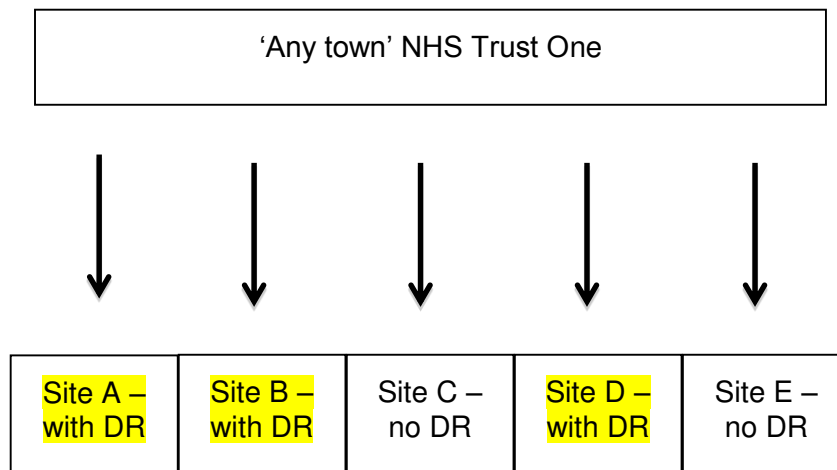 ‘Any town’ NHS Trust One
Site A –
with DR
Site B –
with DR
Site C –
no DR
Site D –
with DR
Site E –
no DR